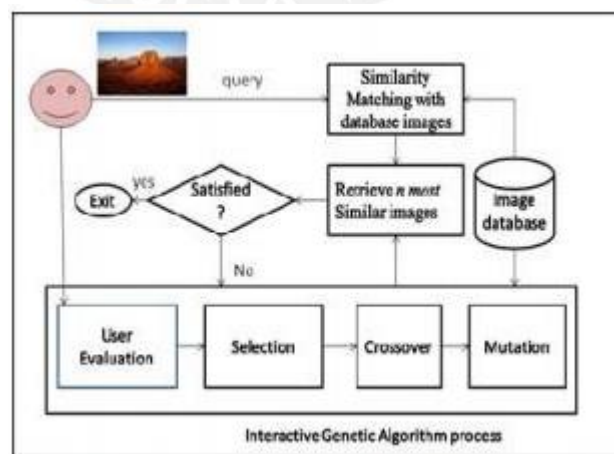 query
Similarity
Matching with
database images
Satisfied
?
yes
Exit
Retrieve n most
Similar images
Image
database
No
User
Evaluation
Selection
Crossover
Mutation
Interactive Genetic Algorithm process